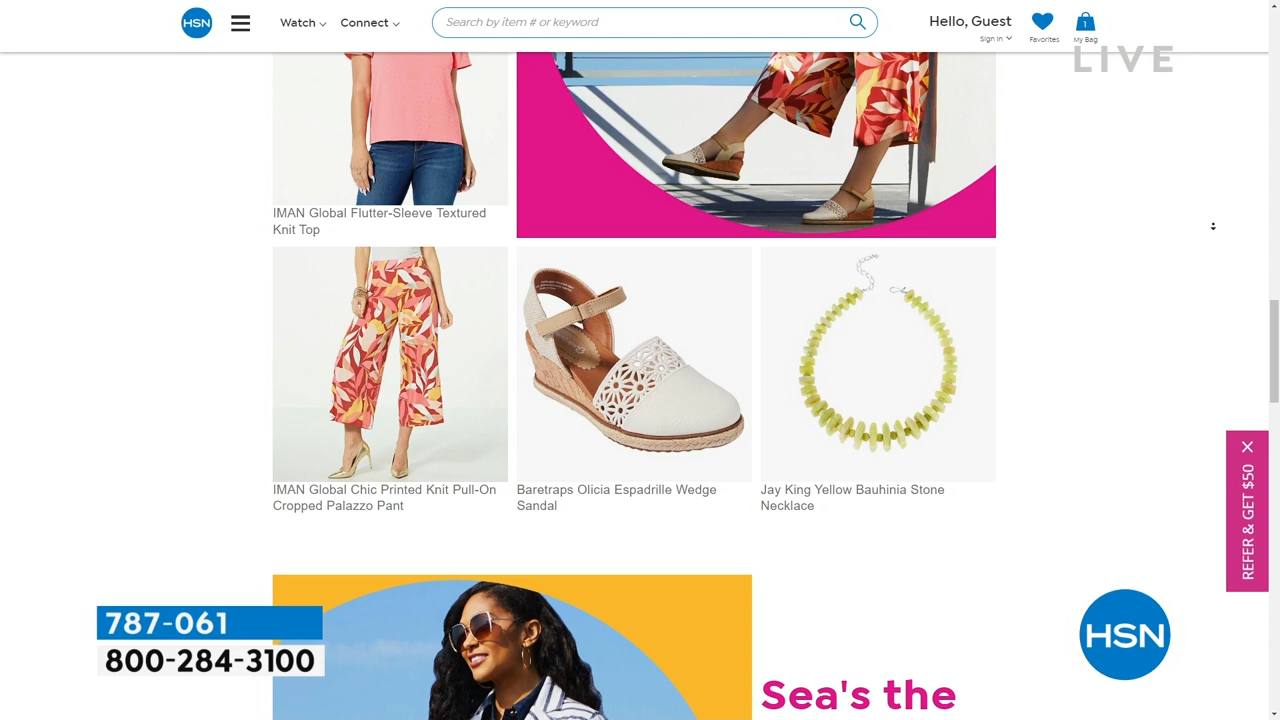 HSN
Watch
Connect
Search by item # or keyword
Hello, Guest
Sign In
Favorites
1
My Bag
LIVE
IMAN Global Flutter-Sleeve Textured
Knit Top
IMAN Global Chic Printed Knit Pull-On
Cropped Palazzo Pant
Baretraps Olicia Espadrille Wedge
Sandal
Jay King Yellow Bauhinia Stone
Necklace
REFER & GET $50
787-061
800-284-3100
HSN
Sea's the